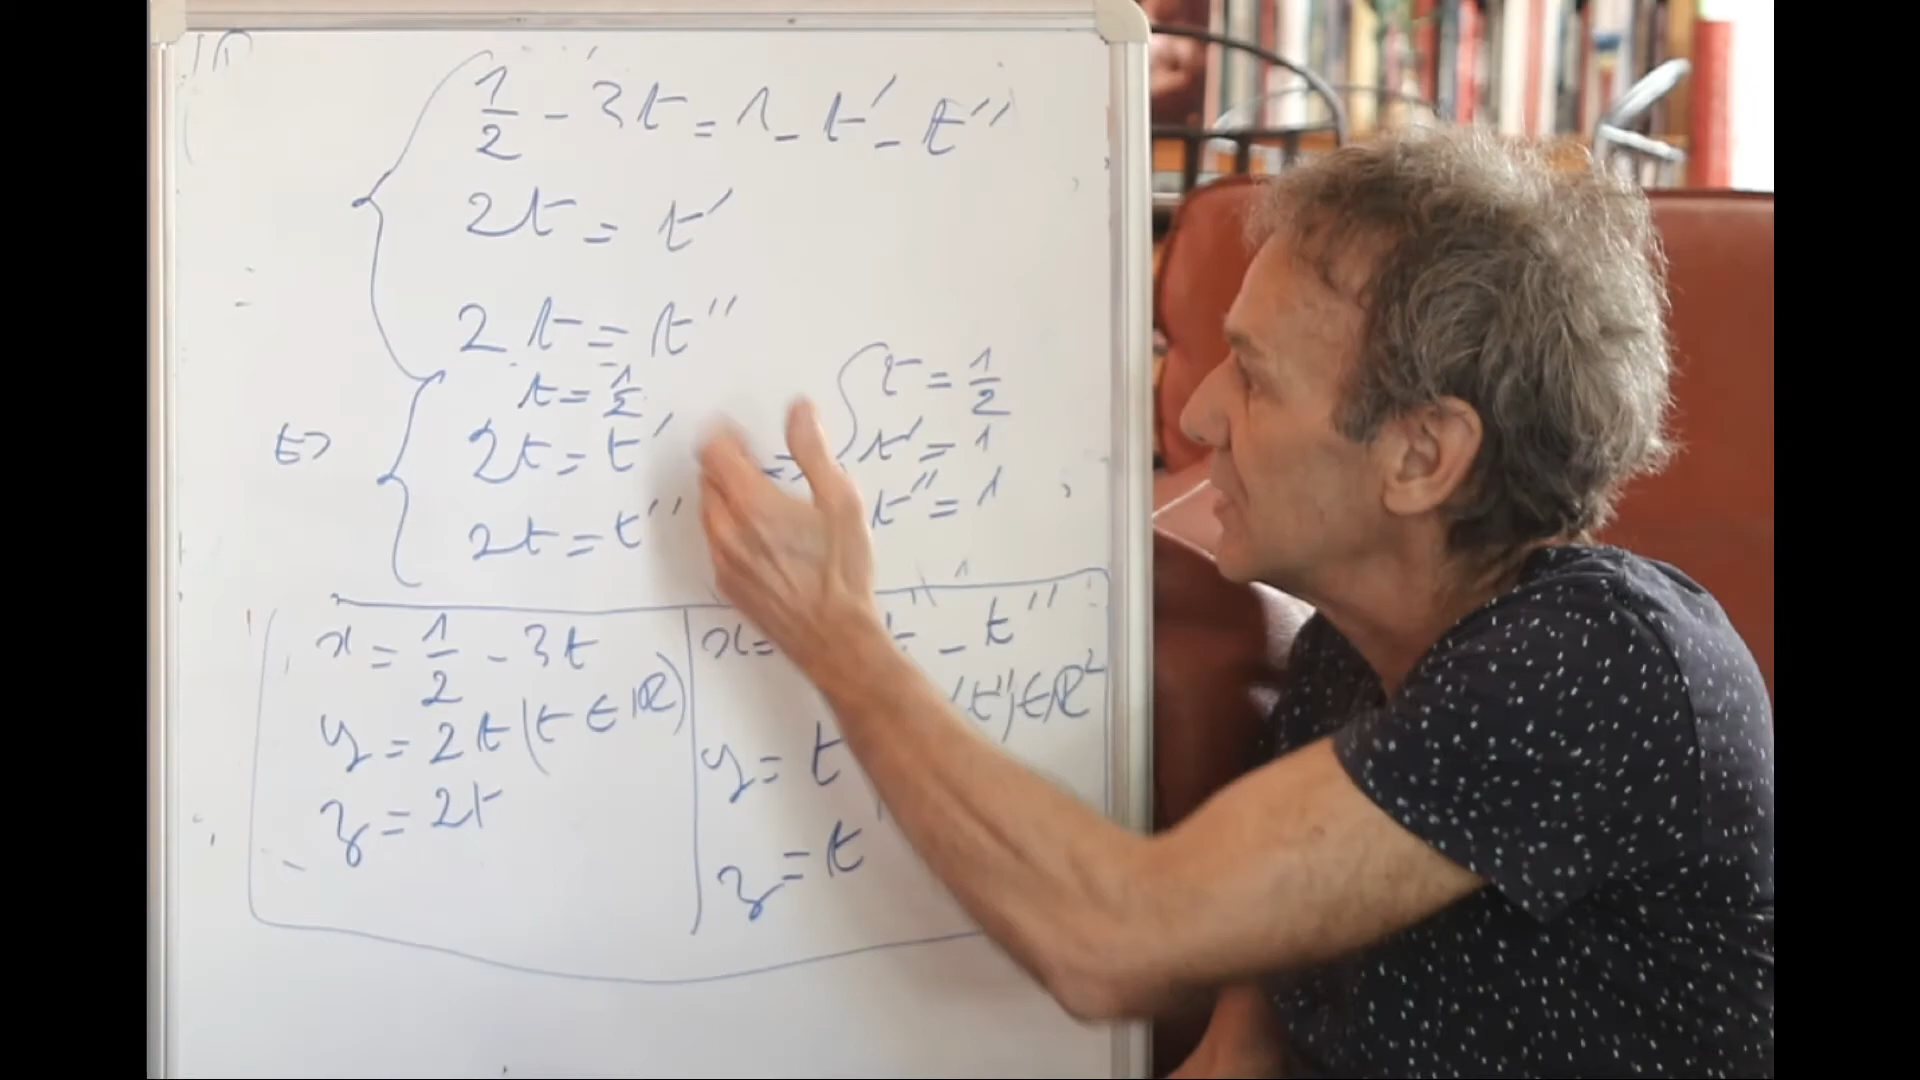 1/2 - 3t = 1 - t' - t''
2t = t'
2t = t''
t = 1/2
⇔ 2t = t'
2t = t''
t = 1/2
t' = 1
t'' = 1
x = 1/2 - 3t
y = 2t (t ∈ ℝ)
z = 2t
x = - t''
t'') ∈ ℝ²
y = t
z = t